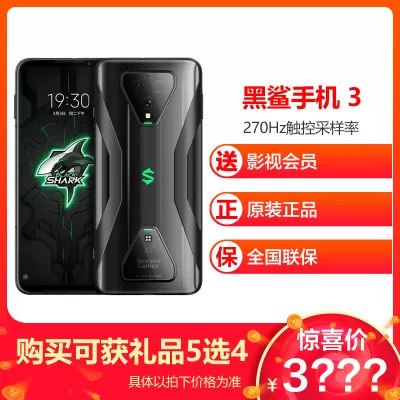 黑鲨手机 3
270Hz触控采样率
送 影视会员
正 原装正品
保 全国联保
19:30
SHARK
Tencent Games
购买可获礼品5选4
具体以拍下价格为准
惊喜价
¥3????